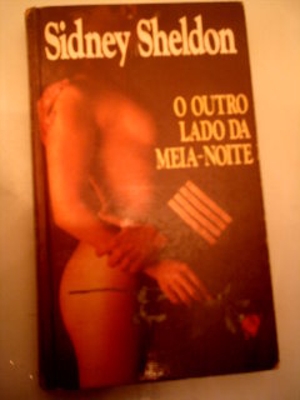 Sidney Sheldon
O OUTRO
LADO DA
MEIA-NOITE